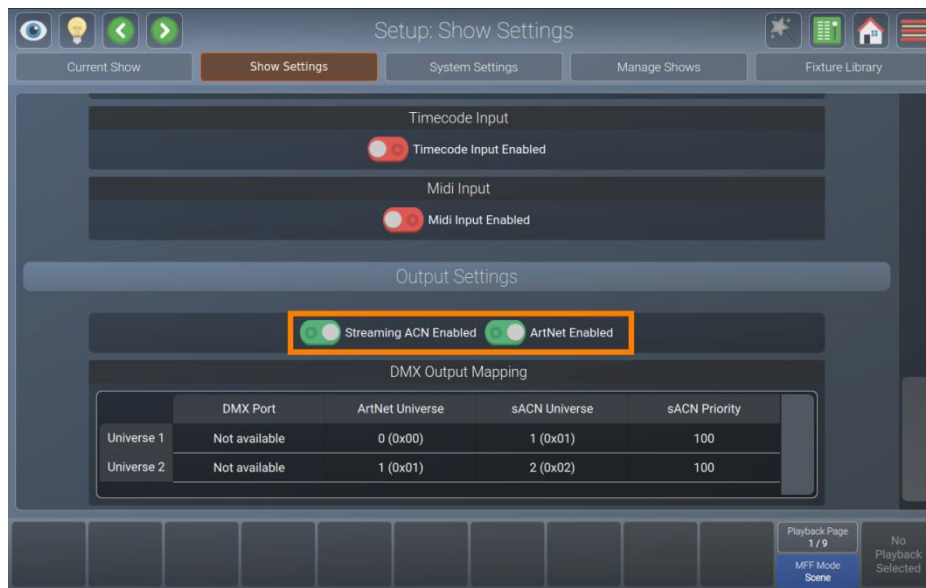 Setup: Show Settings
Current Show Show Settings System Settings Manage Shows Fixture Library
Timecode Input
Timecode Input Enabled
Midi Input
Midi Input Enabled
Output Settings
Streaming ACN Enabled ArtNet Enabled
DMX Output Mapping
DMX Port ArtNet Universe sACN Universe sACN Priority
Universe 1 Not available 0 (0x00) 1 (0x01) 100
Universe 2 Not available 1 (0x01) 2 (0x02) 100
Playback Page
1 / 9
MFF Mode
Scene
No
Playback
Selected